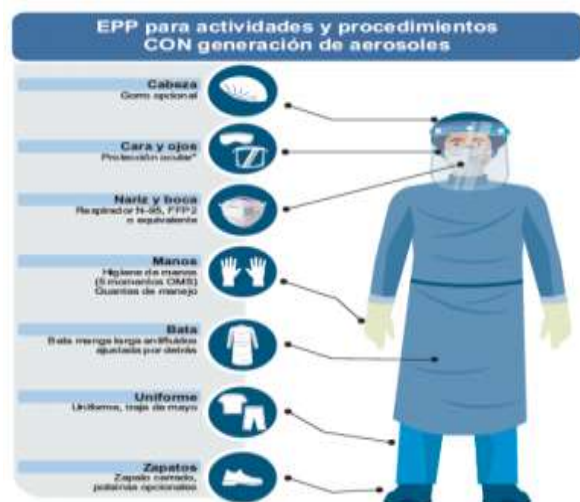 EPP para actividades y procedimientos
CON generación de aerosoles
Cabeza
Gorro opcional
Cara y ojos
Protección ocular*
Nariz y boca
Respirador N-95, FFP2
o equivalente
Manos
Higiene de manos
(5 momentos OMS)
Guantes de manejo
Bata
Bata manga larga antifluidos
ajustada por detrás
Uniforme
Uniforme, traje de mayo
Zapatos
Zapato cerrado,
polainas opcionales